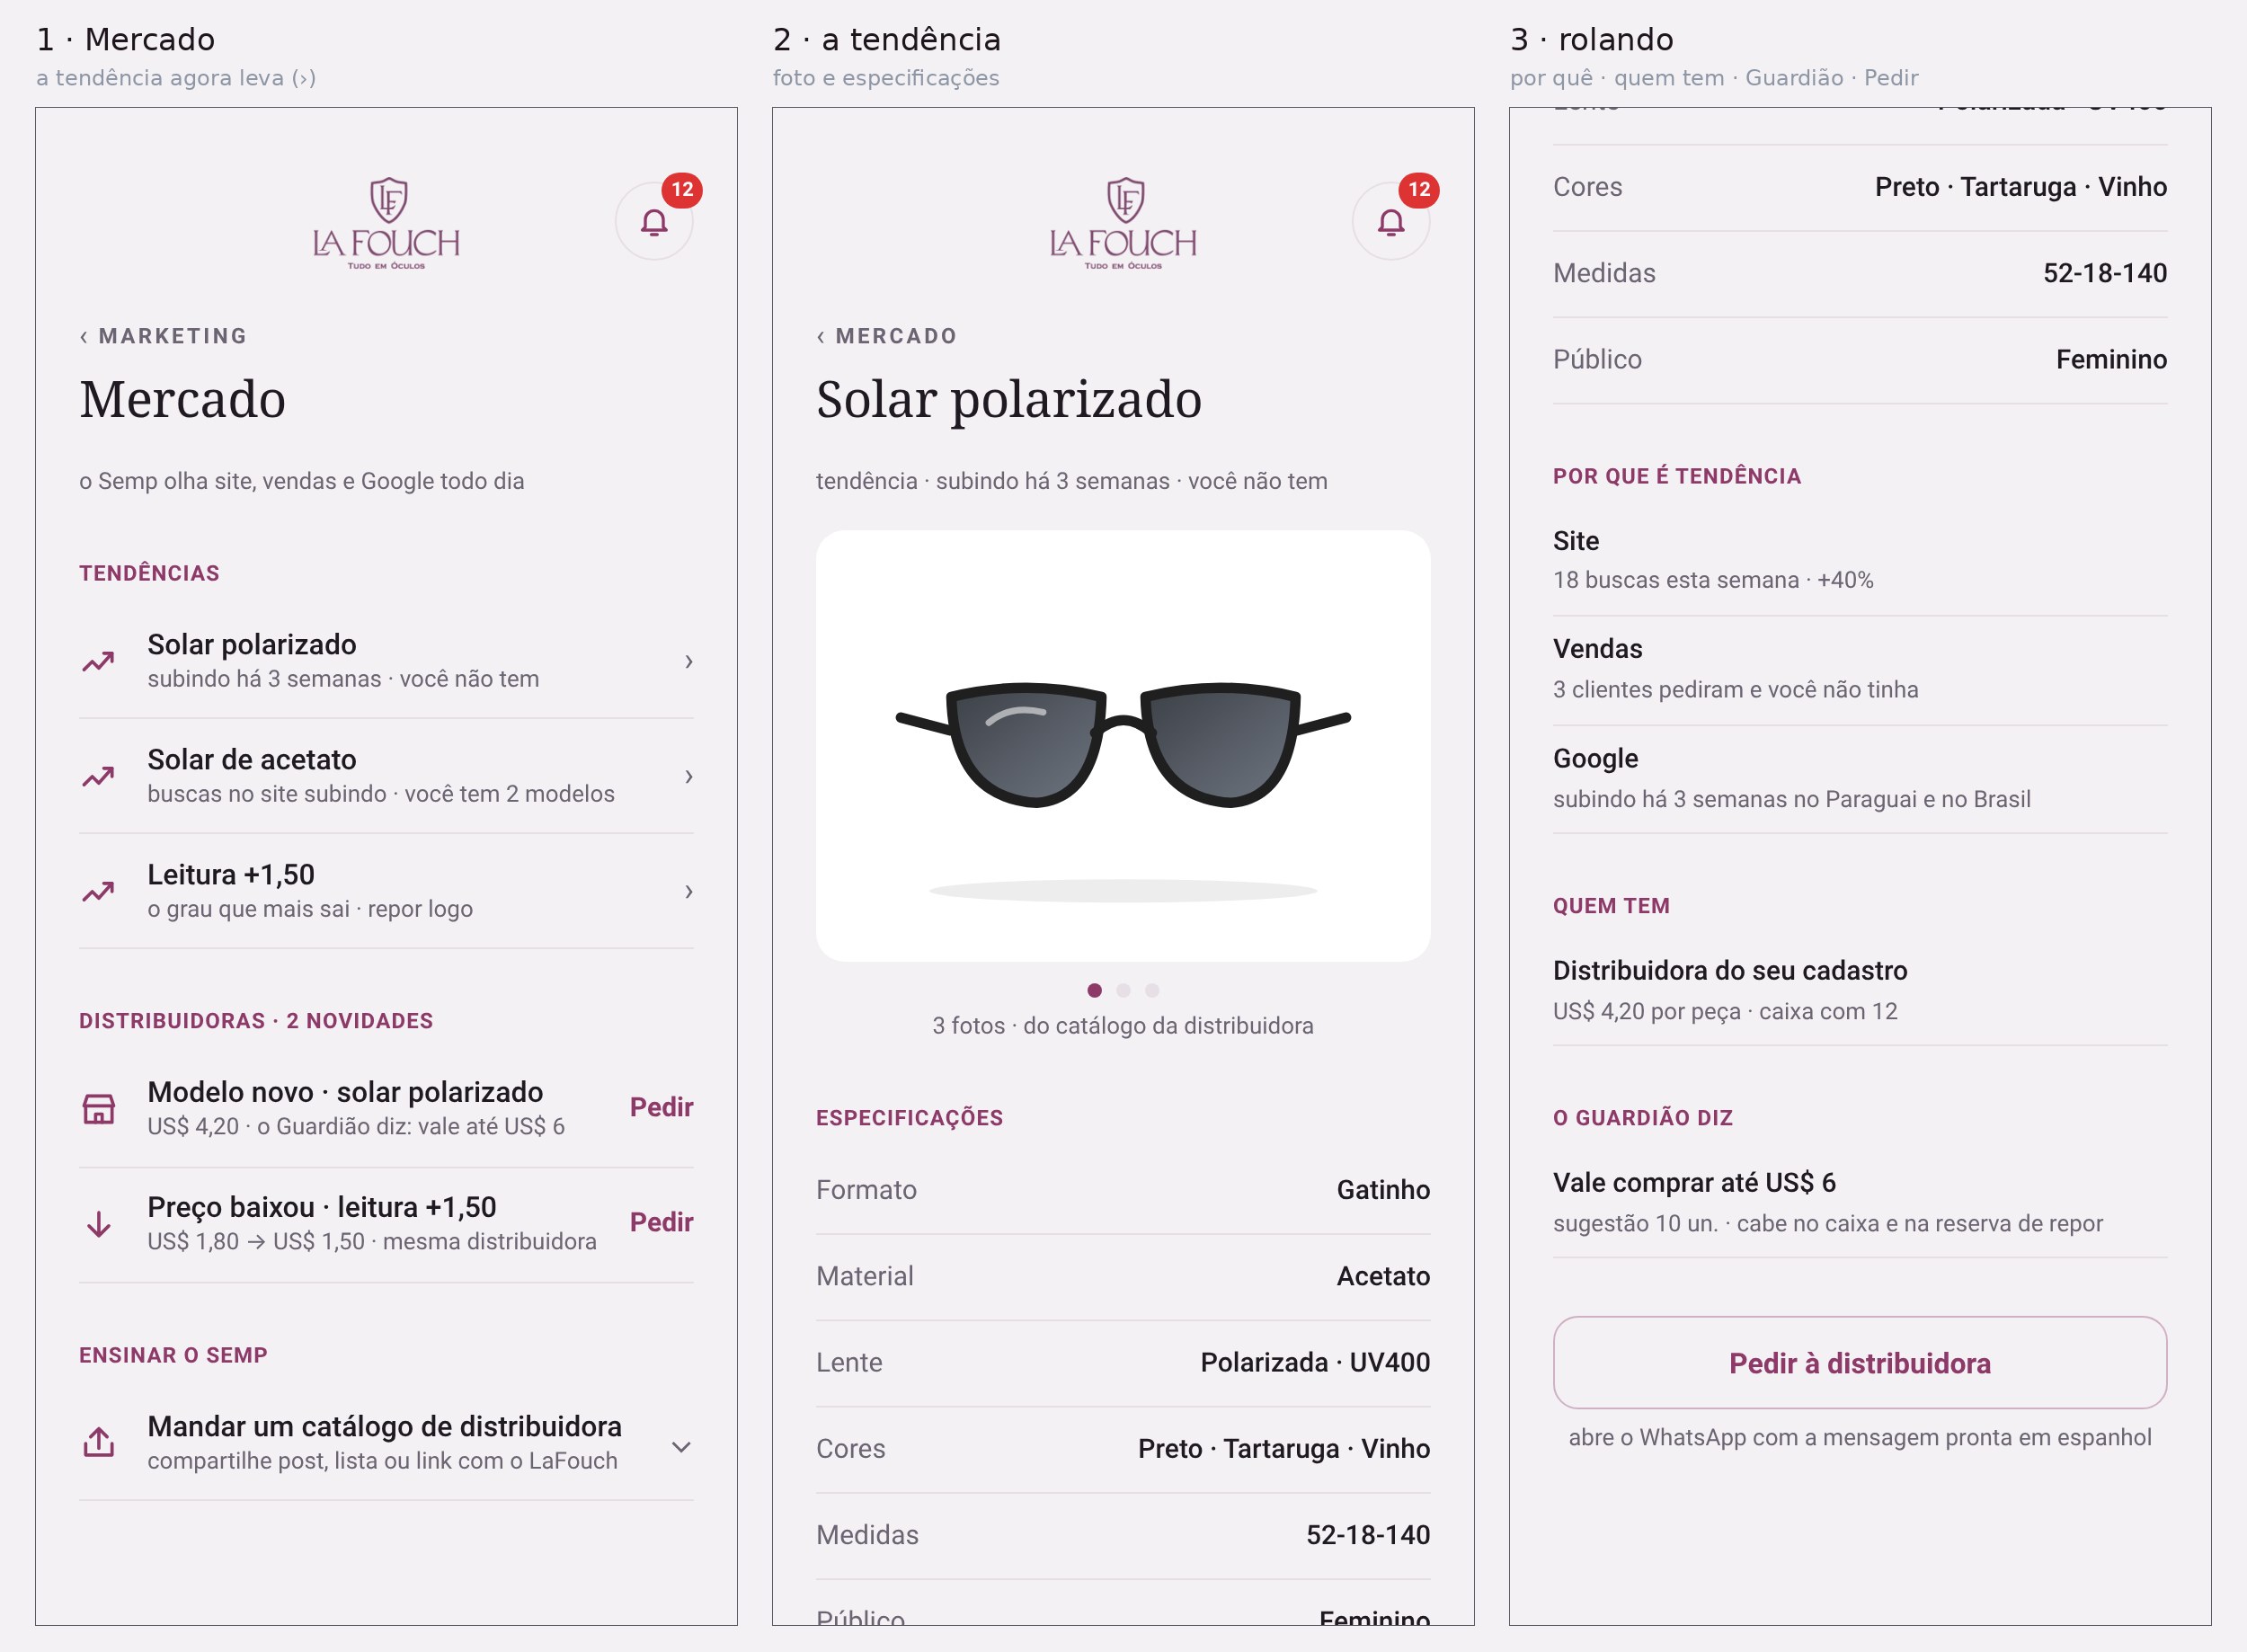 1 · Mercado
a tendência agora leva (›)
LF
LA FOUCH
TUDO EM ÓCULOS
12
‹ MARKETING
Mercado
o Semp olha site, vendas e Google todo dia
TENDÊNCIAS
Solar polarizado
subindo há 3 semanas · você não tem
›
Solar de acetato
buscas no site subindo · você tem 2 modelos
›
Leitura +1,50
o grau que mais sai · repor logo
›
DISTRIBUIDORAS · 2 NOVIDADES
Modelo novo · solar polarizado
US$ 4,20 · o Guardião diz: vale até US$ 6
Pedir
Preço baixou · leitura +1,50
US$ 1,80 → US$ 1,50 · mesma distribuidora
Pedir
ENSINAR O SEMP
Mandar um catálogo de distribuidora
compartilhe post, lista ou link com o LaFouch
2 · a tendência
foto e especificações
LF
LA FOUCH
TUDO EM ÓCULOS
12
‹ MERCADO
Solar polarizado
tendência · subindo há 3 semanas · você não tem
3 fotos · do catálogo da distribuidora
ESPECIFICAÇÕES
Formato Gatinho
Material Acetato
Lente Polarizada · UV400
Cores Preto · Tartaruga · Vinho
Medidas 52-18-140
Público Feminino
3 · rolando
por quê · quem tem · Guardião · Pedir
Lente Polarizada · UV400
Cores Preto · Tartaruga · Vinho
Medidas 52-18-140
Público Feminino
POR QUE É TENDÊNCIA
Site
18 buscas esta semana · +40%
Vendas
3 clientes pediram e você não tinha
Google
subindo há 3 semanas no Paraguai e no Brasil
QUEM TEM
Distribuidora do seu cadastro
US$ 4,20 por peça · caixa com 12
O GUARDIÃO DIZ
Vale comprar até US$ 6
sugestão 10 un. · cabe no caixa e na reserva de repor
Pedir à distribuidora
abre o WhatsApp com a mensagem pronta em espanhol